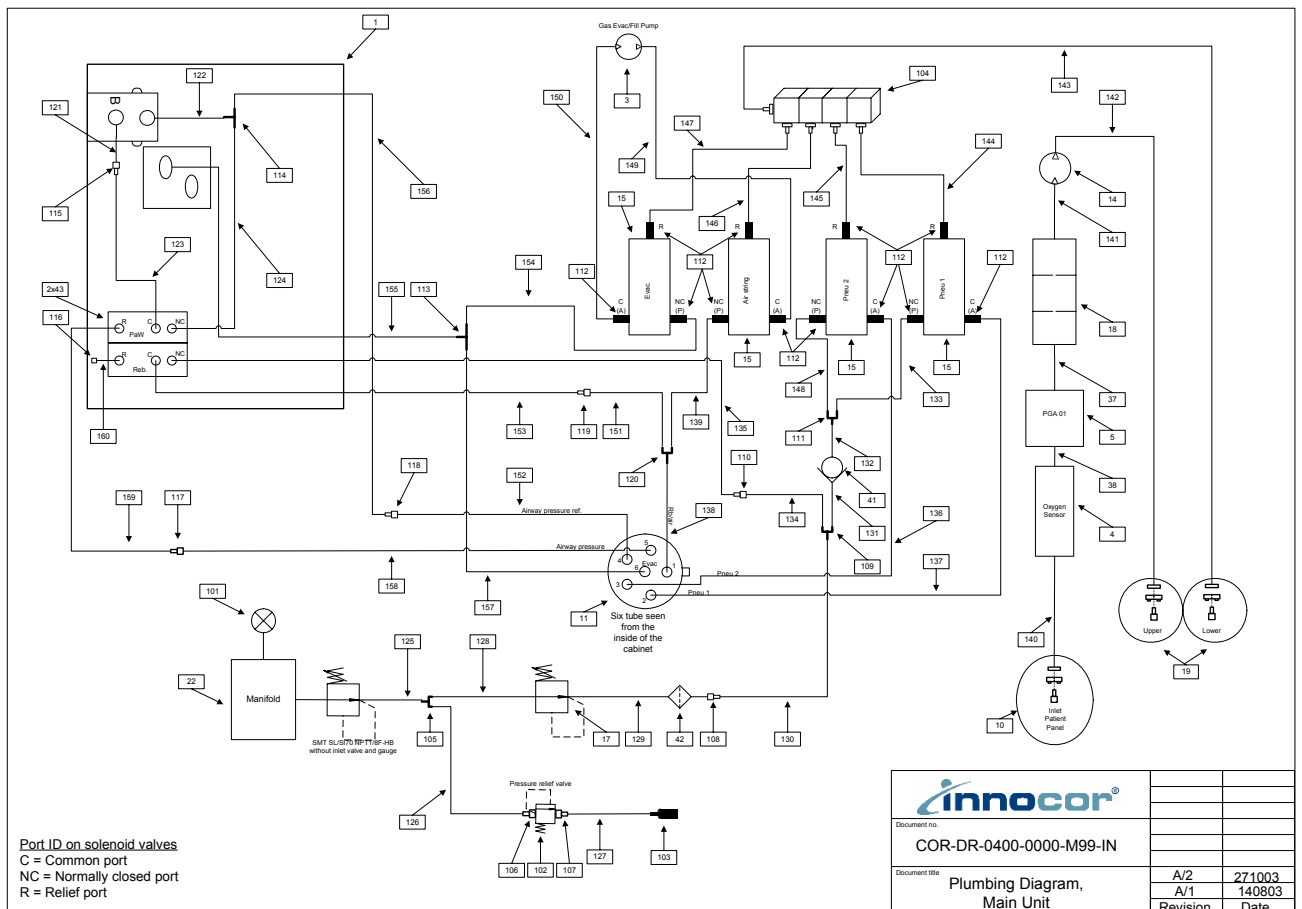 Gas Evac/Fill Pump
1
122
3
104
143
121
B
150
147
142
149
144
114
156
115
15
145
14
146
141
123
124
R
R
R
R
112
112
154
112
112
2x43
155
113
Evac.
Air string
Pneu 2
Pneu 1
C
(A)
NC
(P)
NC
(P)
C
(A)
NC
(P)
C
(A)
NC
(P)
C
(A)
18
116
R
C
NC
PaW
R
C
NC
Reb.
15
112
15
15
148
133
37
160
153
119
151
139
135
111
132
PGA 01
5
118
152
120
110
41
38
159
117
Airway pressure ref.
138
Rb/air
134
131
136
Oxygen
Sensor
4
Airway pressure
5
109
4
Evac
6
1
3
Pneu 2
137
158
157
2
Pneu 1
101
11
Six tube seen
from the
inside of the
cabinet
140
Upper
Lower
19
22
Manifold
125
128
SMT SL/SI70 NPT1/8F-HB
without inlet valve and gauge
105
17
129
42
108
130
10
Inlet
Patient
Panel
Pressure relief valve
126
106
102
107
127
103
Port ID on solenoid valves
C = Common port
NC = Normally closed port
R = Relief port
innocor®
Document no.
COR-DR-0400-0000-M99-IN
Document title
Plumbing Diagram,
Main Unit
A/2 271003
A/1 140803
Revision Date